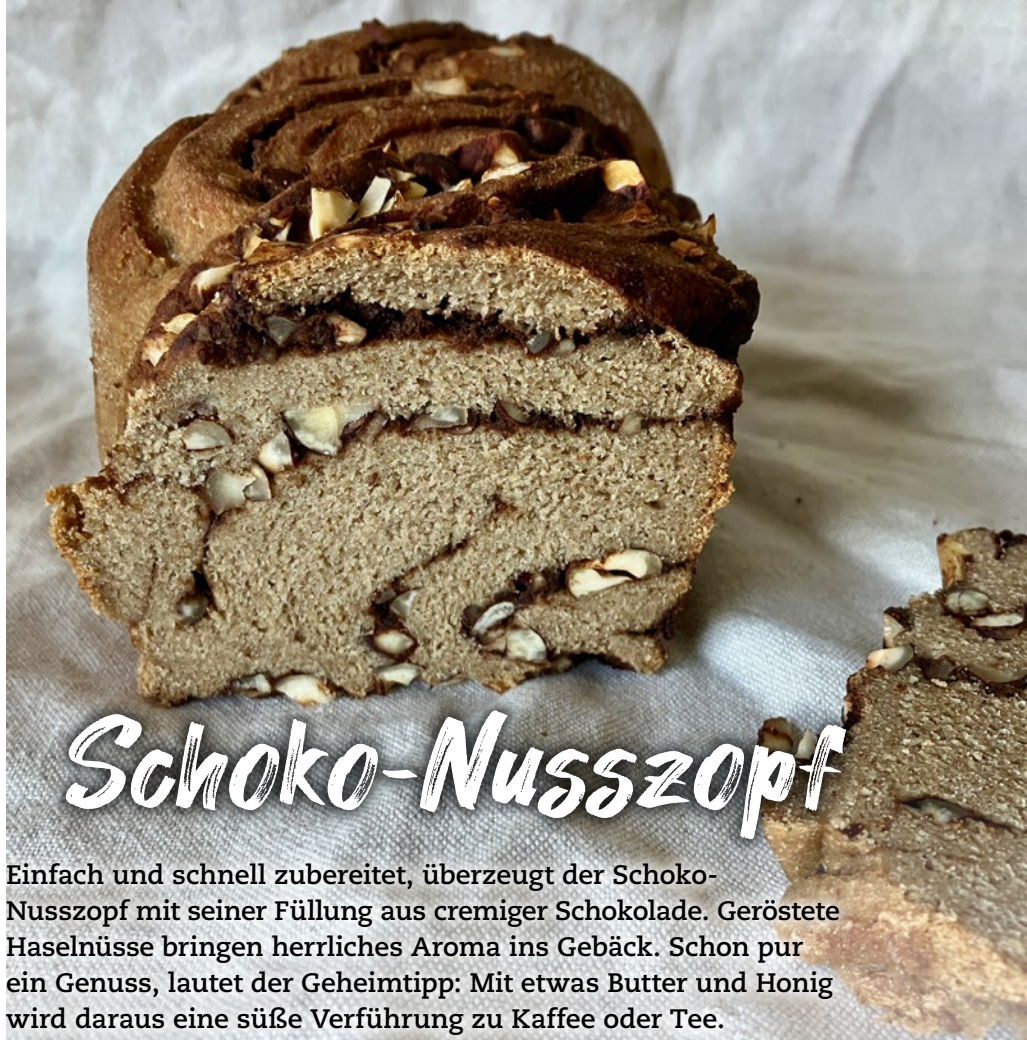 Schoko-Nusszopf
Einfach und schnell zubereitet, überzeugt der Schoko-
Nusszopf mit seiner Füllung aus cremiger Schokolade. Geröstete
Haselnüsse bringen herrliches Aroma ins Gebäck. Schon pur
ein Genuss, lautet der Geheimtipp: Mit etwas Butter und Honig
wird daraus eine süße Verführung zu Kaffee oder Tee.